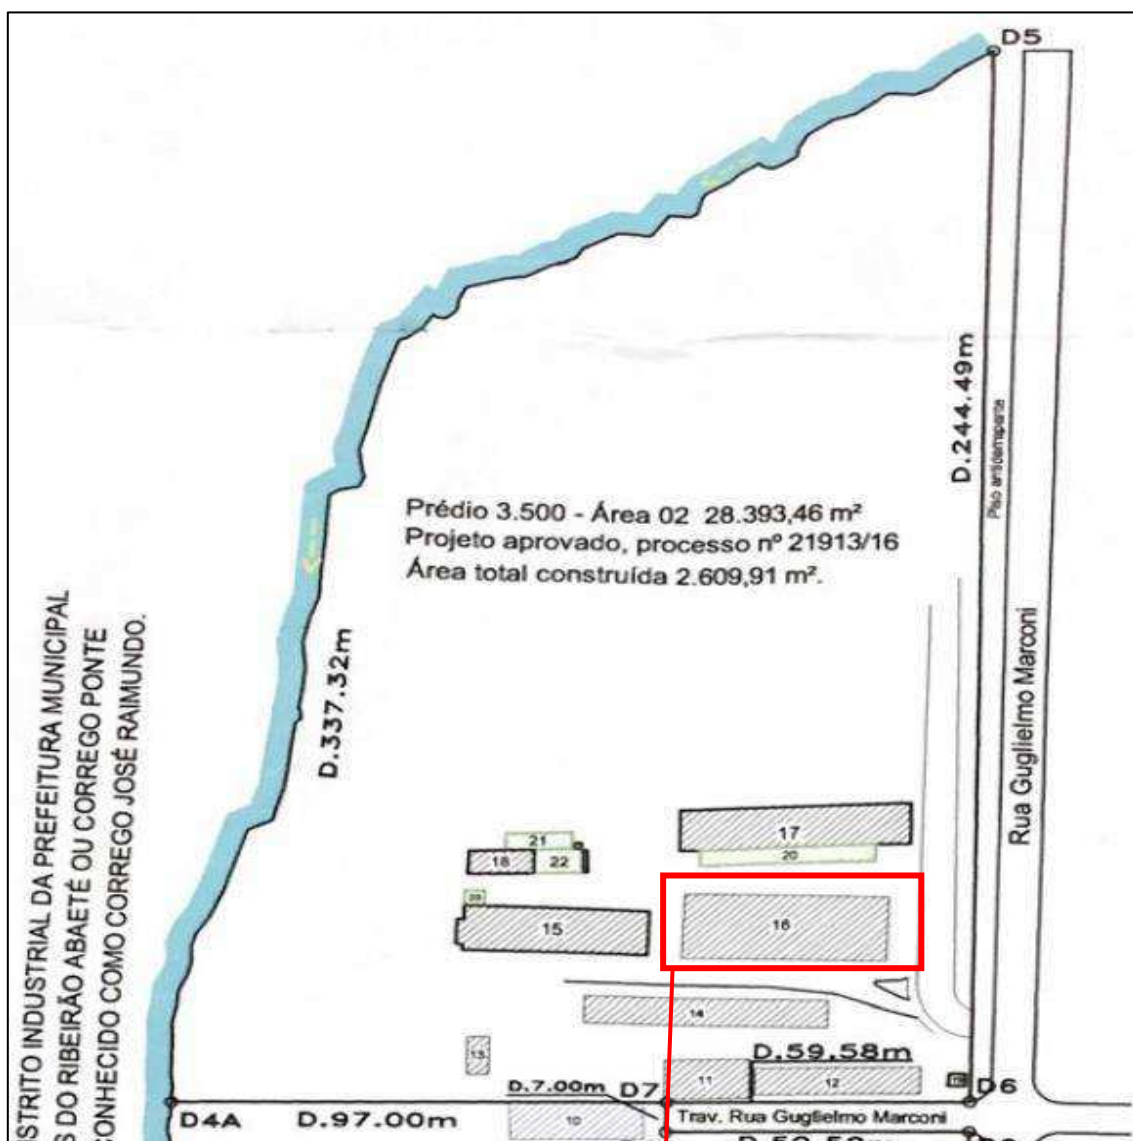 D5
D.244.49m
Piso antiderrapante
Rua Guglielmo Marconi
Prédio 3.500 - Área 02 28.393,46 m²
Projeto aprovado, processo nº 21913/16
Área total construída 2.609,91 m².
D.337.32m
ISTRITO INDUSTRIAL DA PREFEITURA MUNICIPAL
S DO RIBEIRÃO ABAETÉ OU CORREGO PONTE
CONHECIDO COMO CORREGO JOSÉ RAIMUNDO.
17
20
21
18
22
15
16
14
13
D.59.58m
11
12
D.7.00m
D7
D6
D4A
D.97.00m
10
Trav. Rua Guglielmo Marconi